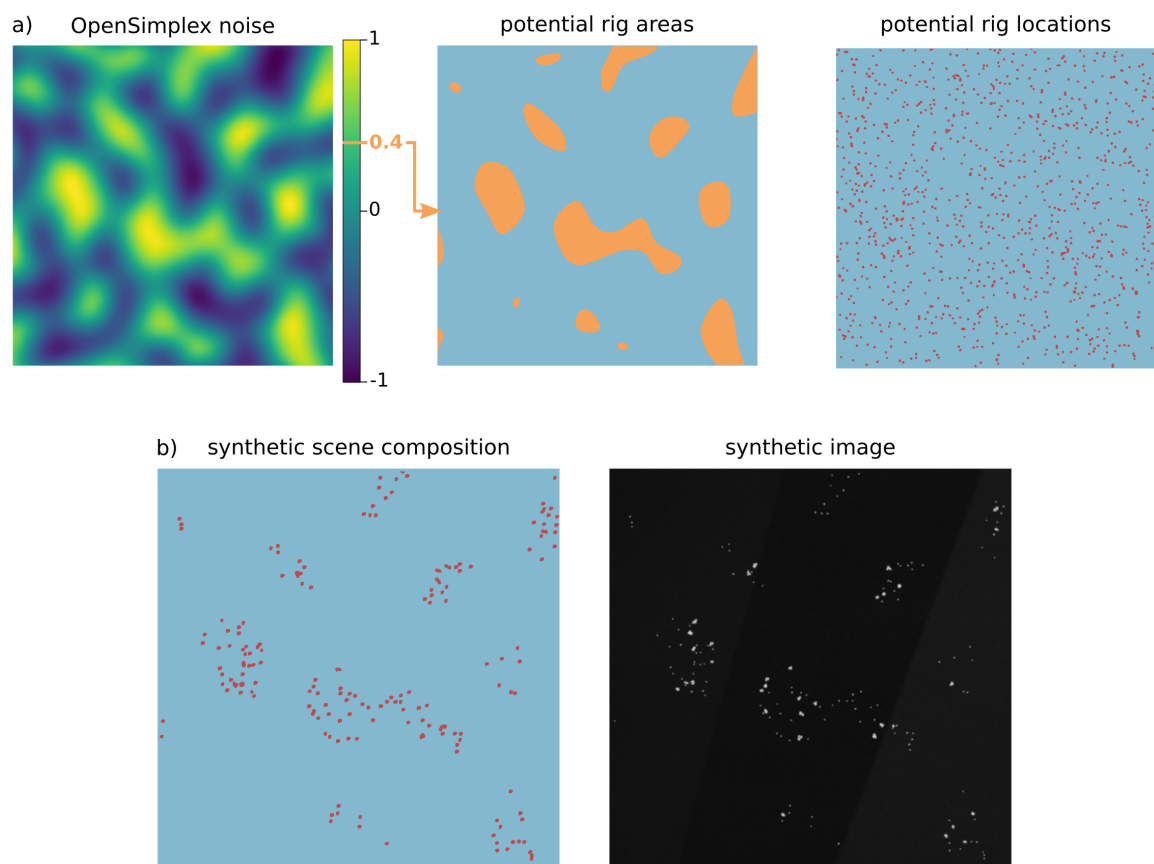 a) OpenSimplex noise
potential rig areas
potential rig locations
1
0.4
0
-1
b) synthetic scene composition
synthetic image